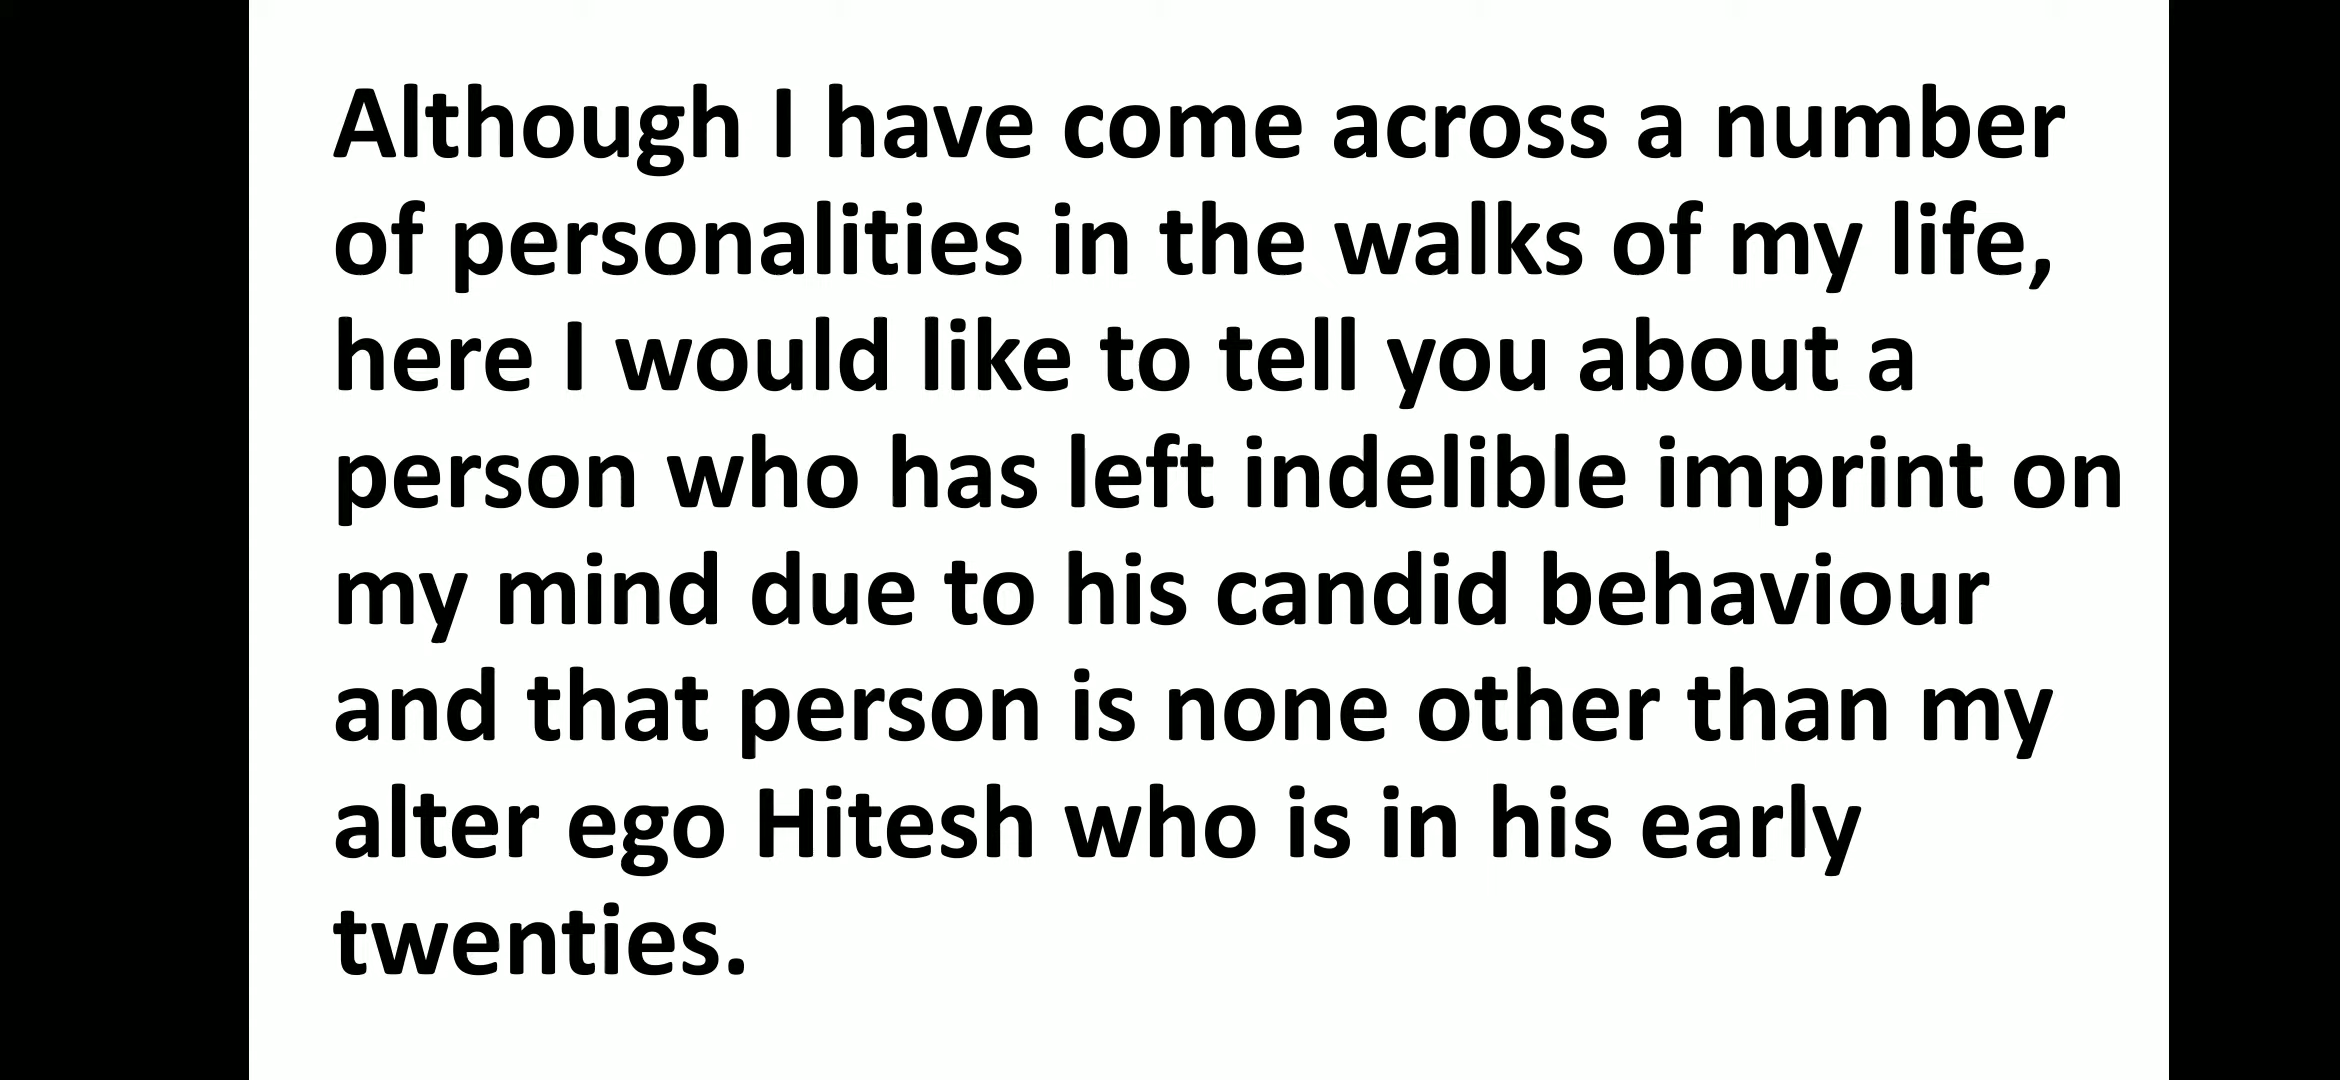 Although I have come across a number
of personalities in the walks of my life,
here I would like to tell you about a
person who has left indelible imprint on
my mind due to his candid behaviour
and that person is none other than my
alter ego Hitesh who is in his early
twenties.